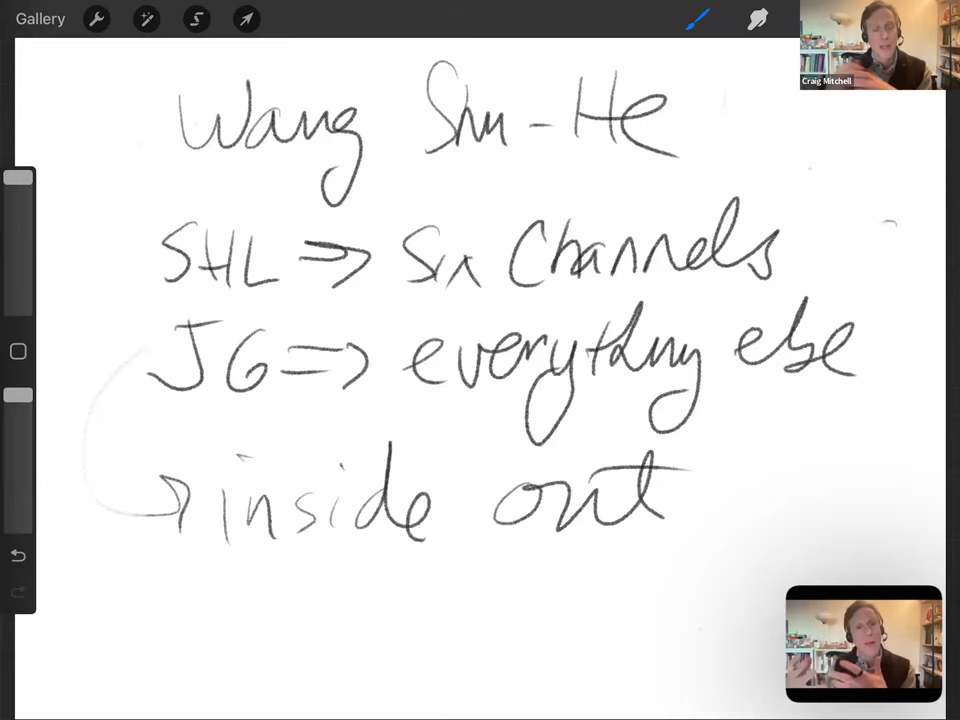 Gallery
Craig Mitchell
Wang Shu-He
SHL => Six Channels
JG => everything else
→ inside out